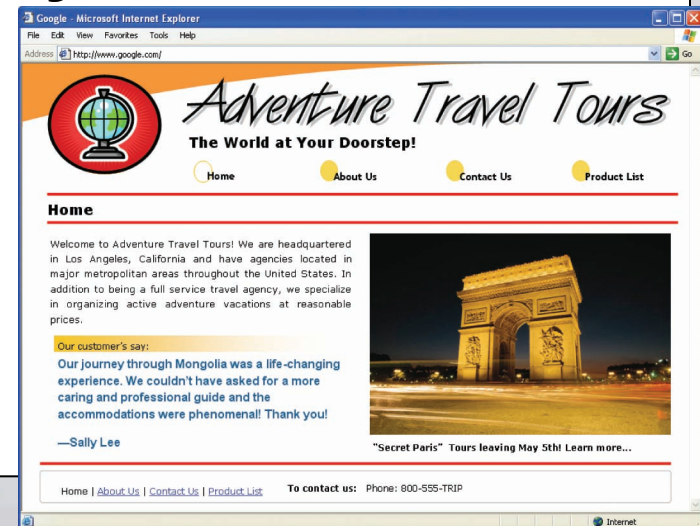 Google - Microsoft Internet Explorer
File Edit View Favorites Tools Help
Address http://www.google.com/ Go
Adventure Travel Tours
The World at Your Doorstep!
Home About Us Contact Us Product List
Home
Welcome to Adventure Travel Tours! We are headquartered
in Los Angeles, California and have agencies located in
major metropolitan areas throughout the United States. In
addition to being a full service travel agency, we specialize
in organizing active adventure vacations at reasonable
prices.
Our customer's say:
Our journey through Mongolia was a life-changing
experience. We couldn't have asked for a more
caring and professional guide and the
accommodations were phenomenal! Thank you!
—Sally Lee
"Secret Paris" Tours leaving May 5th! Learn more...
Home | About Us | Contact Us | Product List To contact us: Phone: 800-555-TRIP
Internet